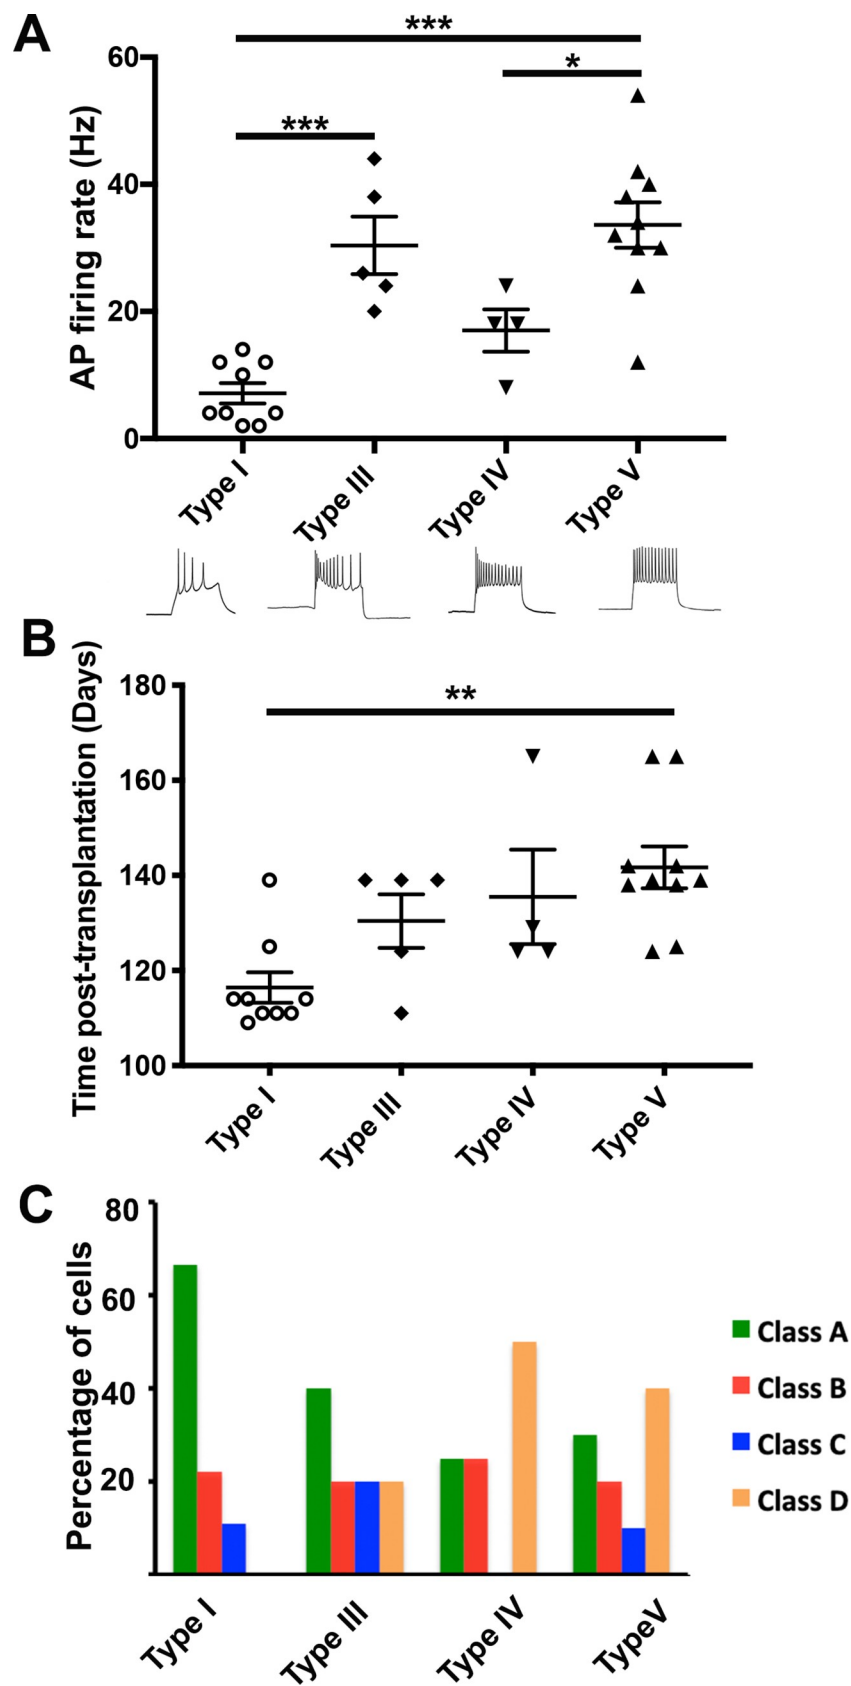 A
***
60
*
***
AP firing rate (Hz)
40
20
0
Type I
Type III
Type IV
Type V
B
180
**
Time post-transplantation (Days)
160
140
120
100
Type I
Type III
Type IV
Type V
C
80
Percentage of cells
60
40
20
Class A
Class B
Class C
Class D
Type I
Type III
Type IV
TypeV